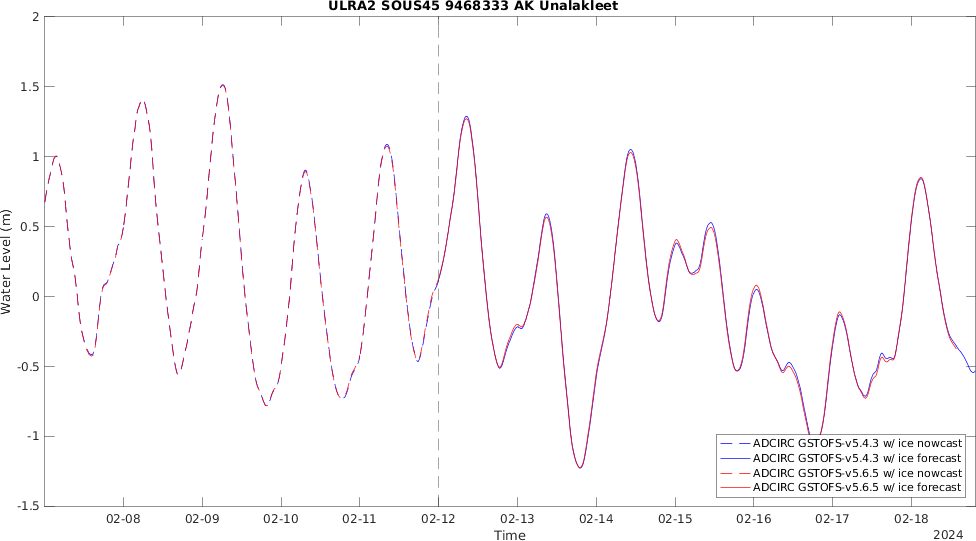 ULRA2 SOUS45 9468333 AK Unalakleet
2
1.5
1
0.5
0
-0.5
-1
-1.5
Water Level (m)
ADCIRC GSTOFS-v5.4.3 w/ ice nowcast
ADCIRC GSTOFS-v5.4.3 w/ ice forecast
ADCIRC GSTOFS-v5.6.5 w/ ice nowcast
ADCIRC GSTOFS-v5.6.5 w/ ice forecast
02-08 02-09 02-10 02-11 02-12 02-13 02-14 02-15 02-16 02-17 02-18
Time
2024